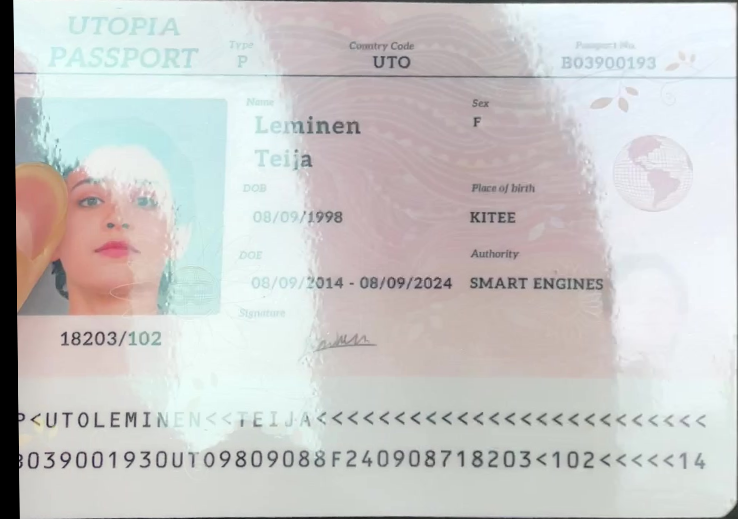 UTOPIA
PASSPORT
Type
P
Country Code
UTO
Passport No.
B03900193
Name
Leminen
Teija
Sex
F
DOB
08/09/1998
Place of birth
KITEE
DOE
08/09/2014 - 08/09/2024
Authority
SMART ENGINES
Signature
18203/102
P<UTOLEMINEN<<TEIJA<<<<<<<<<<<<<<<<<<<<<<<<<
B039001930UTO9809088F240908718203<102<<<<<14